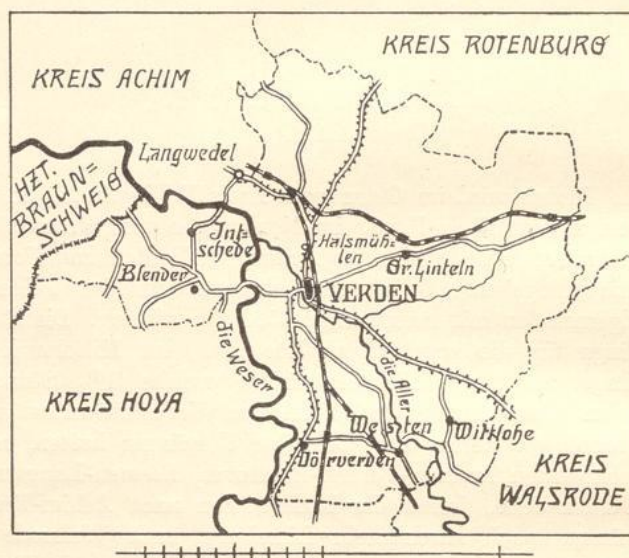 KREIS ROTENBURG
KREIS ACHIM
Langwedel
HZT.
BRAUN=
SCHWEIG
Int-
schede
Halsmüh-
len
Gr. Linteln
Blender
VERDEN
die Weser
die Aller
KREIS HOYA
Westen
Wittlohe
Dörverden
KREIS
WALSRODE